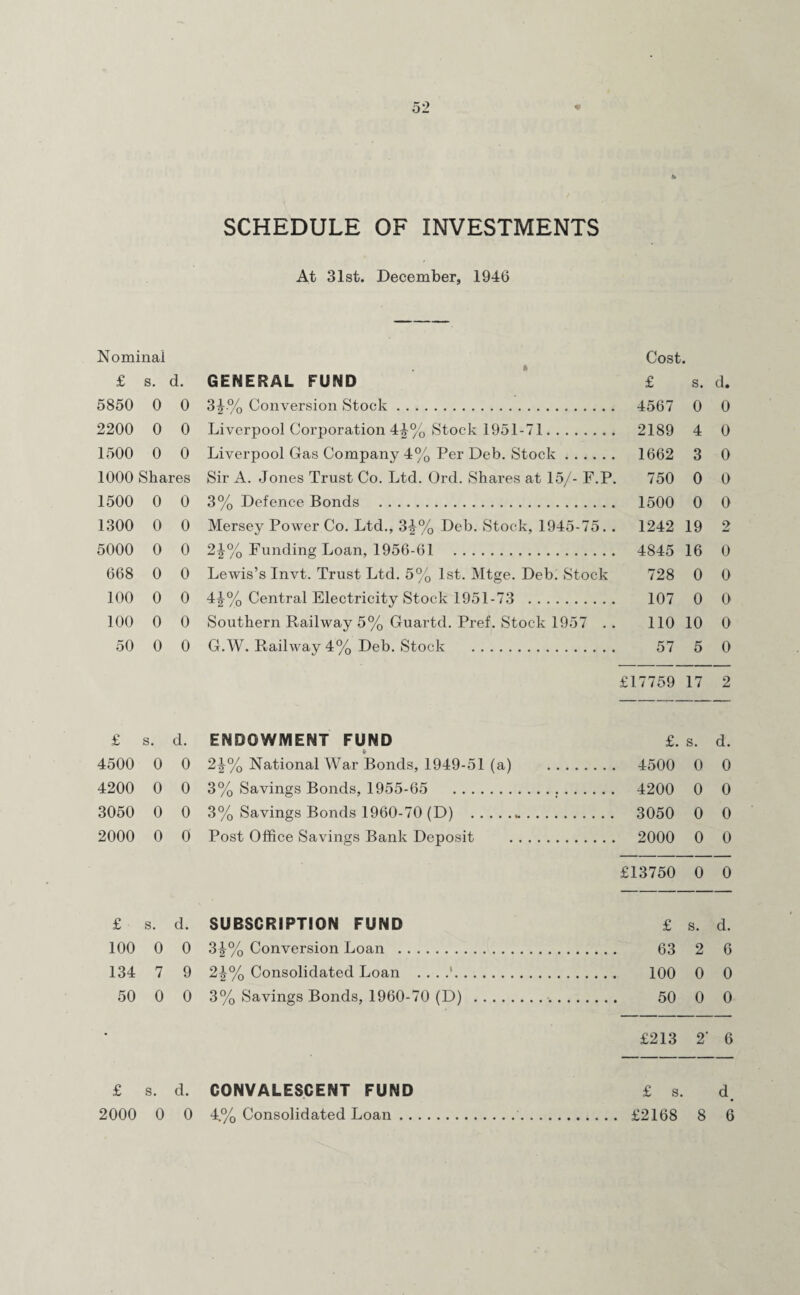 52
SCHEDULE OF INVESTMENTS
At 31st. December, 1946
Nominal Cost.
£ s. d. GENERAL FUND £ s. d.
5850 0 0 3½% Conversion Stock . . . . . . . . . . . . . . . . . . . . . . . . 4567 0 0
2200 0 0 Liverpool Corporation 4½% Stock 1951-71. . . . . . . . 2189 4 0
1500 0 0 Liverpool Gas Company 4% Per Deb. Stock . . . . . . 1662 3 0
1000 Shares Sir A. Jones Trust Co. Ltd. Ord. Shares at 15/- F.P. 750 0 0
1500 0 0 3% Defence Bonds . . . . . . . . . . . . . . . . . . . . . . . . . . 1500 0 0
1300 0 0 Mersey Power Co. Ltd., 3½% Deb. Stock, 1945-75. . 1242 19 2
5000 0 0 2½% Funding Loan, 1956-61 . . . . . . . . . . . . . . . . . . 4845 16 0
668 0 0 Lewis's Invt. Trust Ltd. 5% 1st. Mtge. Deb. Stock 728 0 0
100 0 0 4½% Central Electricity Stock 1951-73 . . . . . . . . . . 107 0 0
100 0 0 Southern Railway 5% Guartd. Pref. Stock 1957 . . 110 10 0
50 0 0 G.W. Railway 4% Deb. Stock . . . . . . . . . . . . . . . . 57 5 0
£17759 17 2
£ s. d. ENDOWMENT FUND £. s. d.
4500 0 0 2½% National War Bonds, 1949-51 (a) . . . . . . . . 4500 0 0
4200 0 0 3% Savings Bonds, 1955-65 . . . . . . . . . . . . . . . . . . 4200 0 0
3050 0 0 3% Savings Bonds 1960-70 (D) . . . . . . . . . . . . . . . . 3050 0 0
2000 0 0 Post Office Savings Bank Deposit . . . . . . . . . . . . 2000 0 0
£13750 0 0
£ s. d. SUBSCRIPTION FUND £ s. d.
100 0 0 3½% Conversion Loan . . . . . . . . . . . . . . . . . . . . . . . . 63 2 6
134 7 9 2½% Consolidated Loan . . . . . . . . . . . . . . . . . . . . . . 100 0 0
50 0 0 3% Savings Bonds, 1960-70 (D) . . . . . . . . . . . . . . . . 50 0 0
£213 2 6
£ s. d. CONVALESCENT FUND £ s. d.
2000 0 0 4% Consolidated Loan . . . . . . . . . . . . . . . . . . . . . . . . £2168 8 6